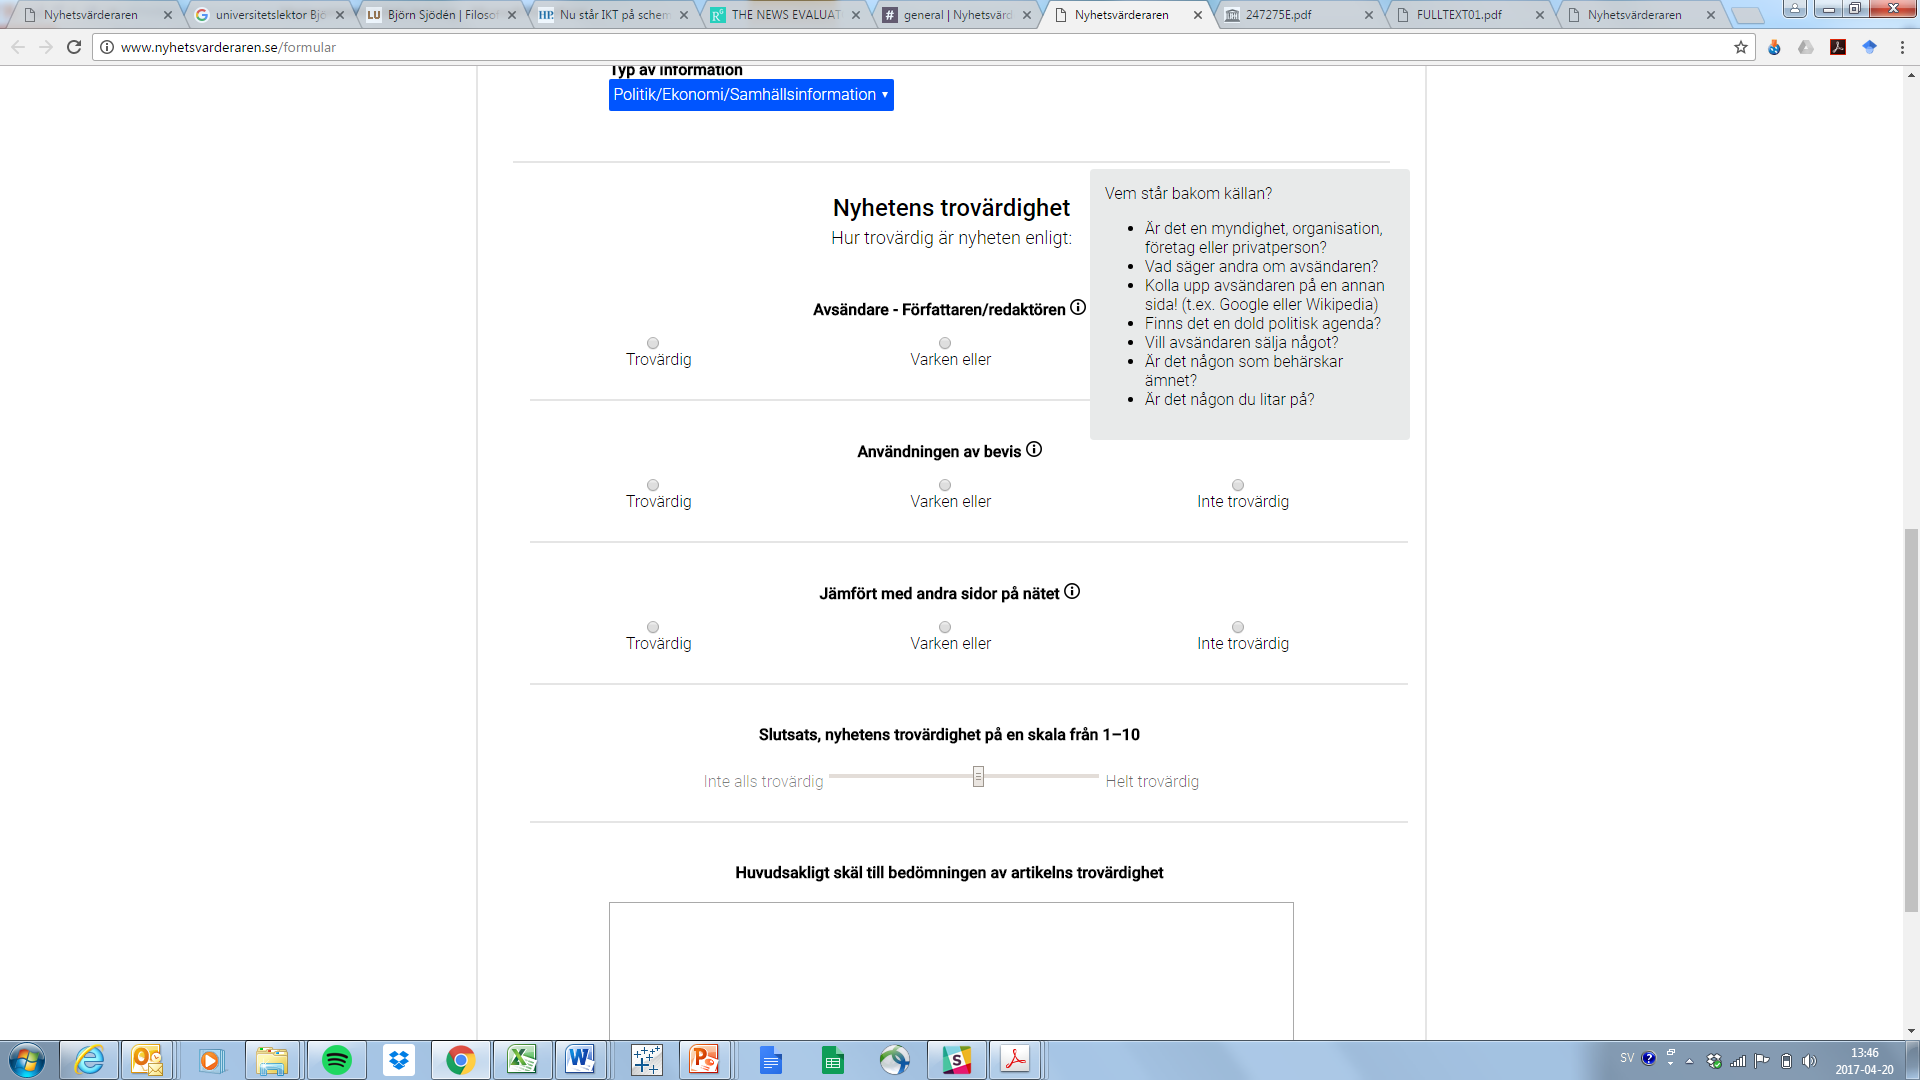 Nyhetsvärderaren
universitetslektor Bjö
LU Björn Sjödén | Filosof
HP. Nu står IKT på schem
THE NEWS EVALUAT
# general | Nyhetsvärd
Nyhetsvärderaren
247275E.pdf
FULLTEXT01.pdf
Nyhetsvärderaren
www.nyhetsvarderaren.se/formular
Typ av information
Politik/Ekonomi/Samhällsinformation
Nyhetens trovärdighet
Hur trovärdig är nyheten enligt:
Vem står bakom källan?
• Är det en myndighet, organisation,
företag eller privatperson?
• Vad säger andra om avsändaren?
• Kolla upp avsändaren på en annan
sida! (t.ex. Google eller Wikipedia)
• Finns det en dold politisk agenda?
• Vill avsändaren sälja något?
• Är det någon som behärskar
ämnet?
• Är det någon du litar på?
Avsändare - Författaren/redaktören
Trovärdig
Varken eller
Användningen av bevis
Trovärdig
Varken eller
Inte trovärdig
Jämfört med andra sidor på nätet
Trovärdig
Varken eller
Inte trovärdig
Slutsats, nyhetens trovärdighet på en skala från 1–10
Inte alls trovärdig
Helt trovärdig
Huvudsakligt skäl till bedömningen av artikelns trovärdighet
SV
13:46
2017-04-20